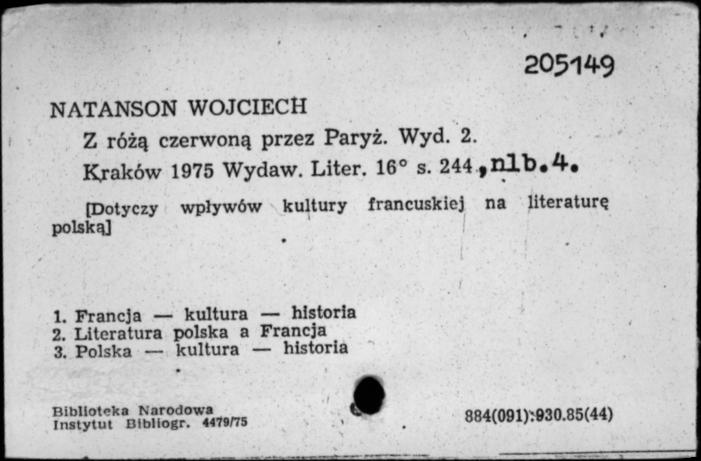 205149
NATANSON WOJCIECH
Z różą czerwoną przez Paryż. Wyd. 2.
Kraków 1975 Wydaw. Liter. 16° s. 244, nlb.4.
[Dotyczy wpływów kultury francuskiej na literaturę
polską]
1. Francja — kultura — historia
2. Literatura polska a Francja
3. Polska — kultura — historia
Biblioteka Narodowa
Instytut Bibliogr. 4479/75
884(091):930.85(44)